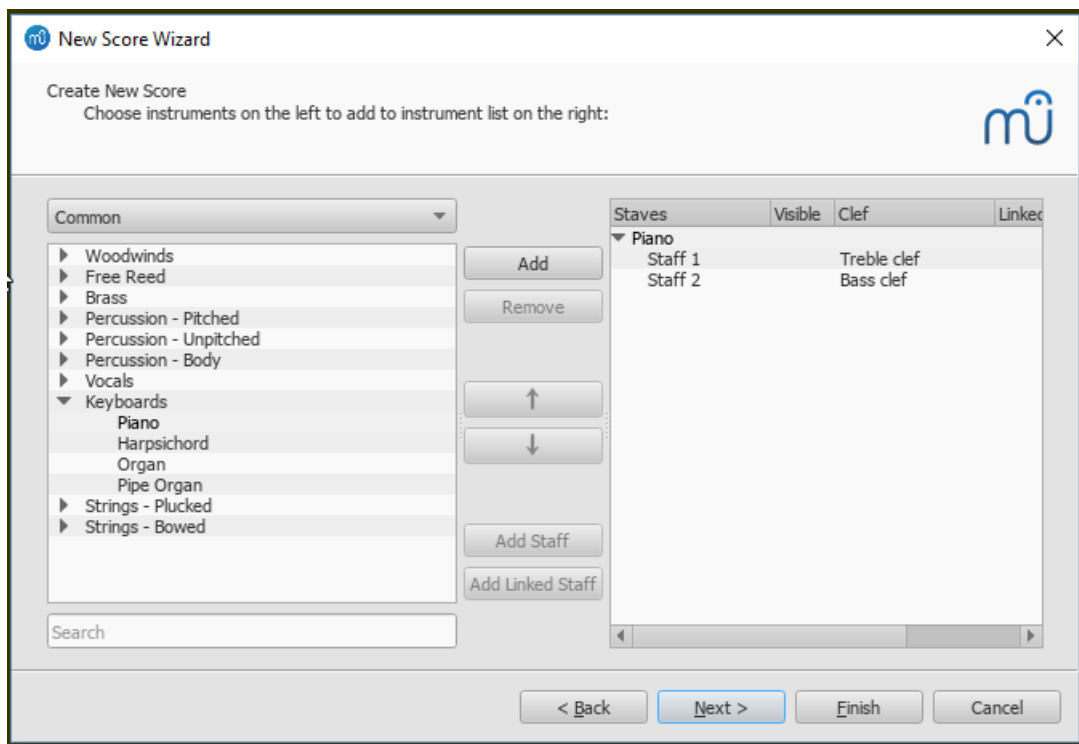 New Score Wizard
Create New Score
Choose instruments on the left to add to instrument list on the right:
Common
Woodwinds
Free Reed
Brass
Percussion - Pitched
Percussion - Unpitched
Percussion - Body
Vocals
Keyboards
Piano
Harpsichord
Organ
Pipe Organ
Strings - Plucked
Strings - Bowed
Search
Add
Remove
Add Staff
Add Linked Staff
Staves Visible Clef Linked
Piano
Staff 1 Treble clef
Staff 2 Bass clef
< Back Next > Finish Cancel